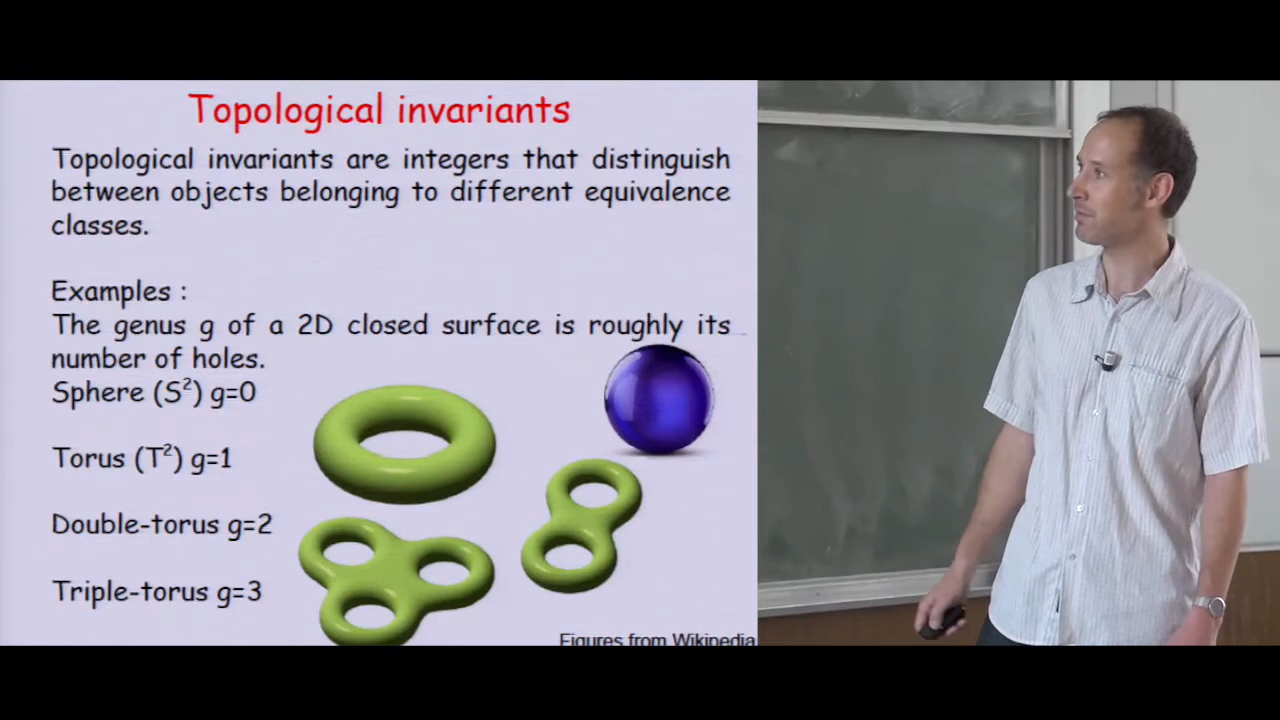 Topological invariants
Topological invariants are integers that distinguish
between objects belonging to different equivalence
classes.
Examples :
The genus g of a 2D closed surface is roughly its
number of holes.
Sphere (S²) g=0
Torus (T²) g=1
Double-torus g=2
Triple-torus g=3
Figures from Wikipedia